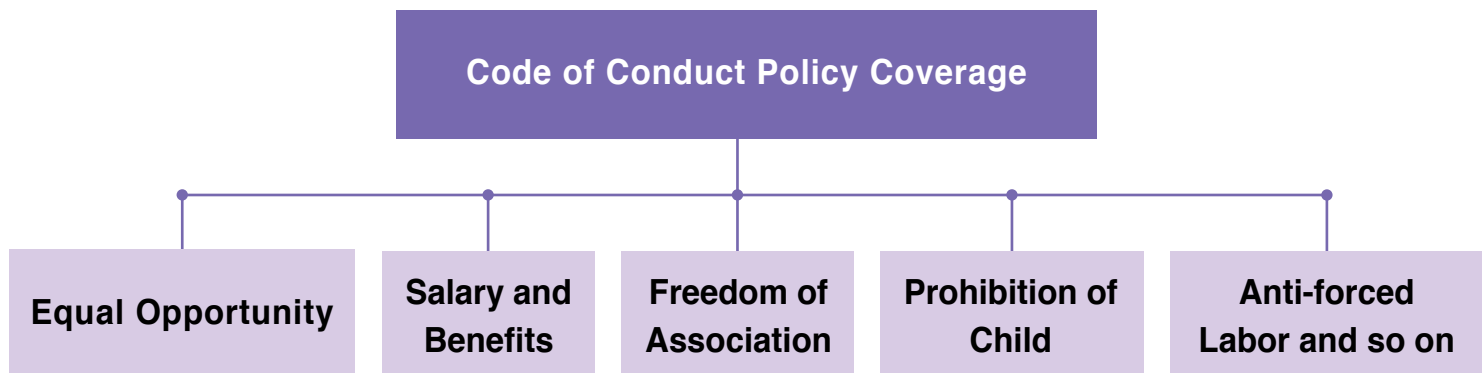 Code of Conduct Policy Coverage
Equal Opportunity
Salary and
Benefits
Freedom of
Association
Prohibition of
Child
Anti-forced
Labor and so on